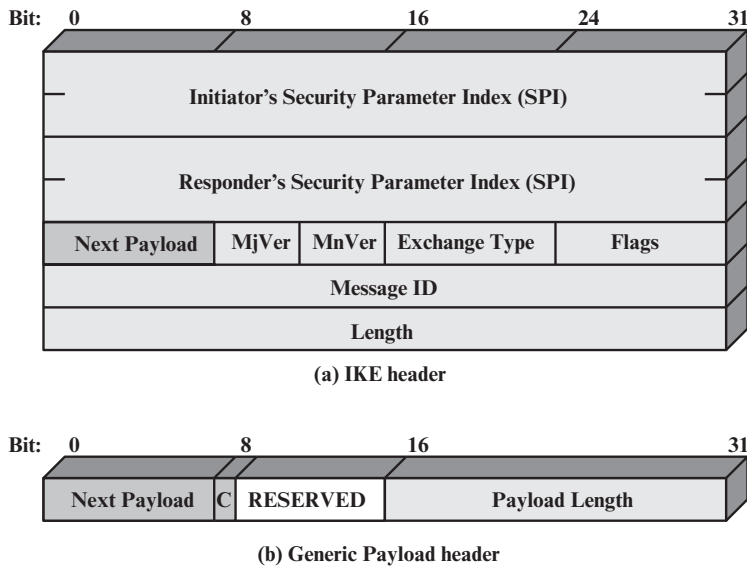 Bit: 0 8 16 24 31
Initiator's Security Parameter Index (SPI)
Responder's Security Parameter Index (SPI)
Next Payload MjVer MnVer Exchange Type Flags
Message ID
Length
(a) IKE header
Bit: 0 8 16 31
Next Payload C RESERVED Payload Length
(b) Generic Payload header